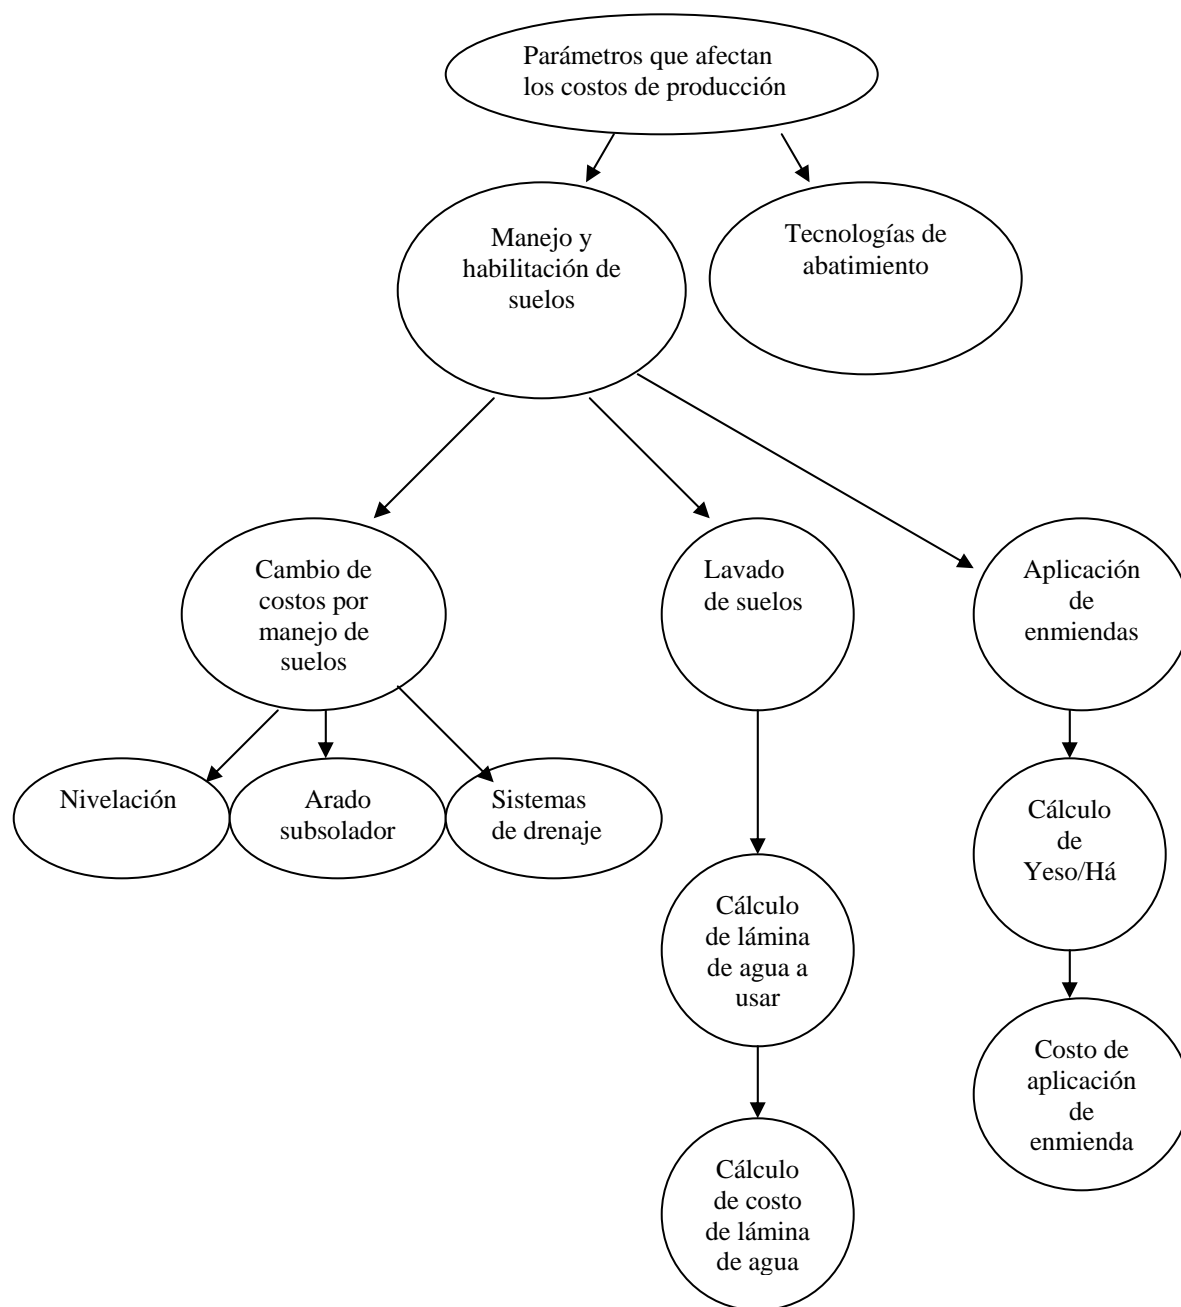 Parámetros que afectan
los costos de producción
Manejo y
habilitación de
suelos
Tecnologías de
abatimiento
Cambio de
costos por
manejo de
suelos
Lavado
de suelos
Aplicación
de
enmiendas
Nivelación
Arado
subsolador
Sistemas
de drenaje
Cálculo
de
Yeso/Há
Cálculo
de lámina
de agua a
usar
Costo de
aplicación
de
enmienda
Cálculo
de costo
de lámina
de agua